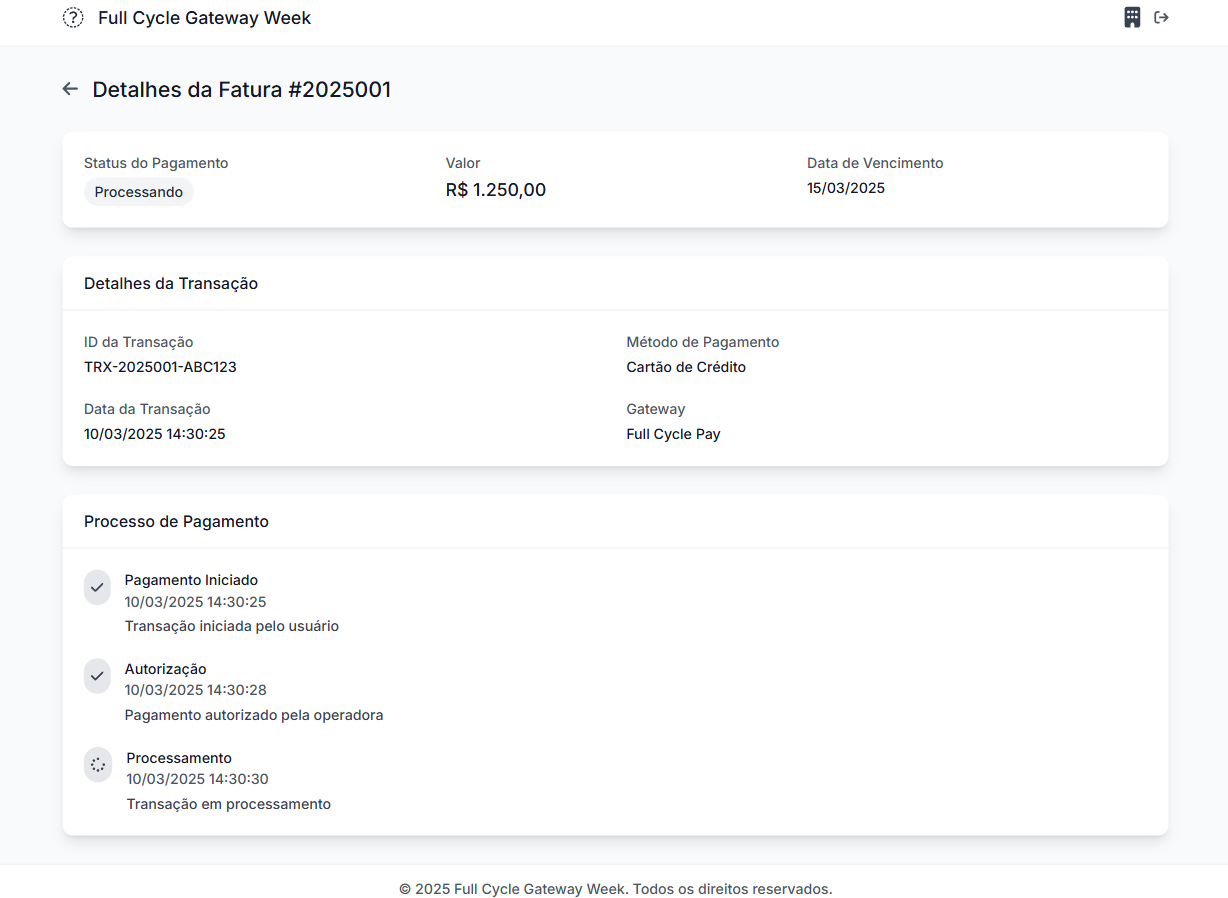 Full Cycle Gateway Week
Detalhes da Fatura #2025001
Status do Pagamento
Processando
Valor
R$ 1.250,00
Data de Vencimento
15/03/2025
Detalhes da Transação
ID da Transação
TRX-2025001-ABC123
Método de Pagamento
Cartão de Crédito
Data da Transação
10/03/2025 14:30:25
Gateway
Full Cycle Pay
Processo de Pagamento
Pagamento Iniciado
10/03/2025 14:30:25
Transação iniciada pelo usuário
Autorização
10/03/2025 14:30:28
Pagamento autorizado pela operadora
Processamento
10/03/2025 14:30:30
Transação em processamento
© 2025 Full Cycle Gateway Week. Todos os direitos reservados.